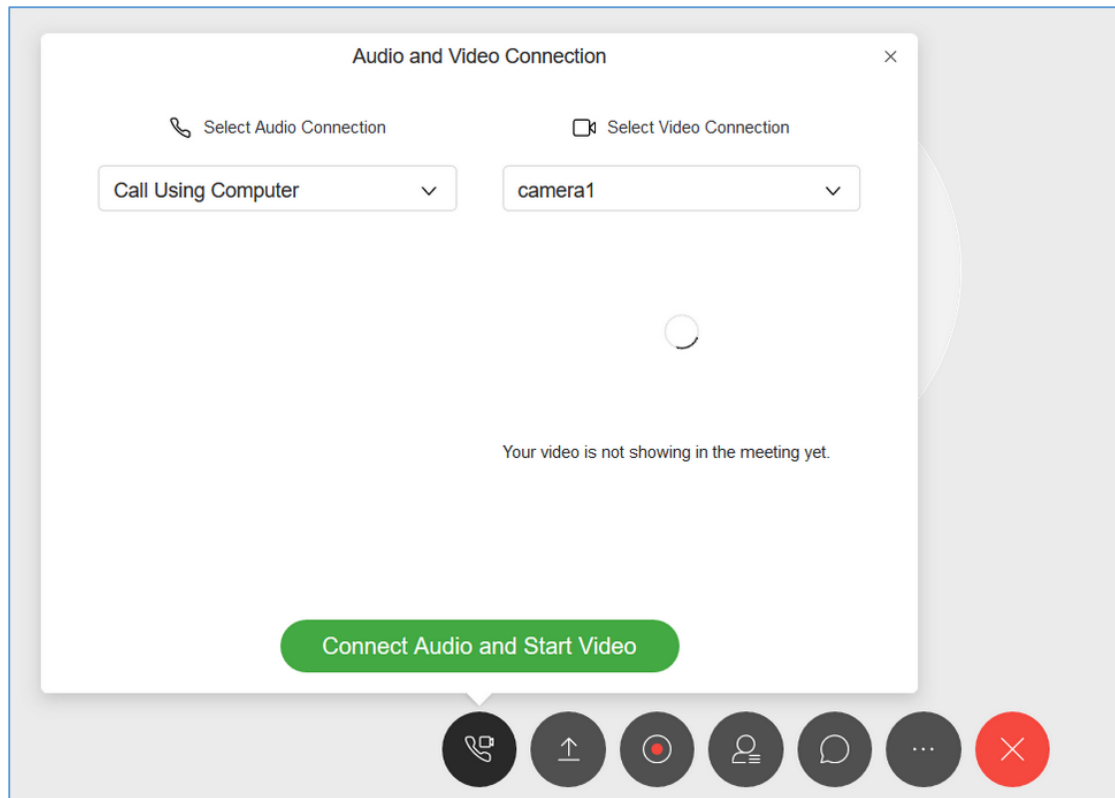 Audio and Video Connection
Select Audio Connection
Select Video Connection
Call Using Computer
camera1
Your video is not showing in the meeting yet.
Connect Audio and Start Video